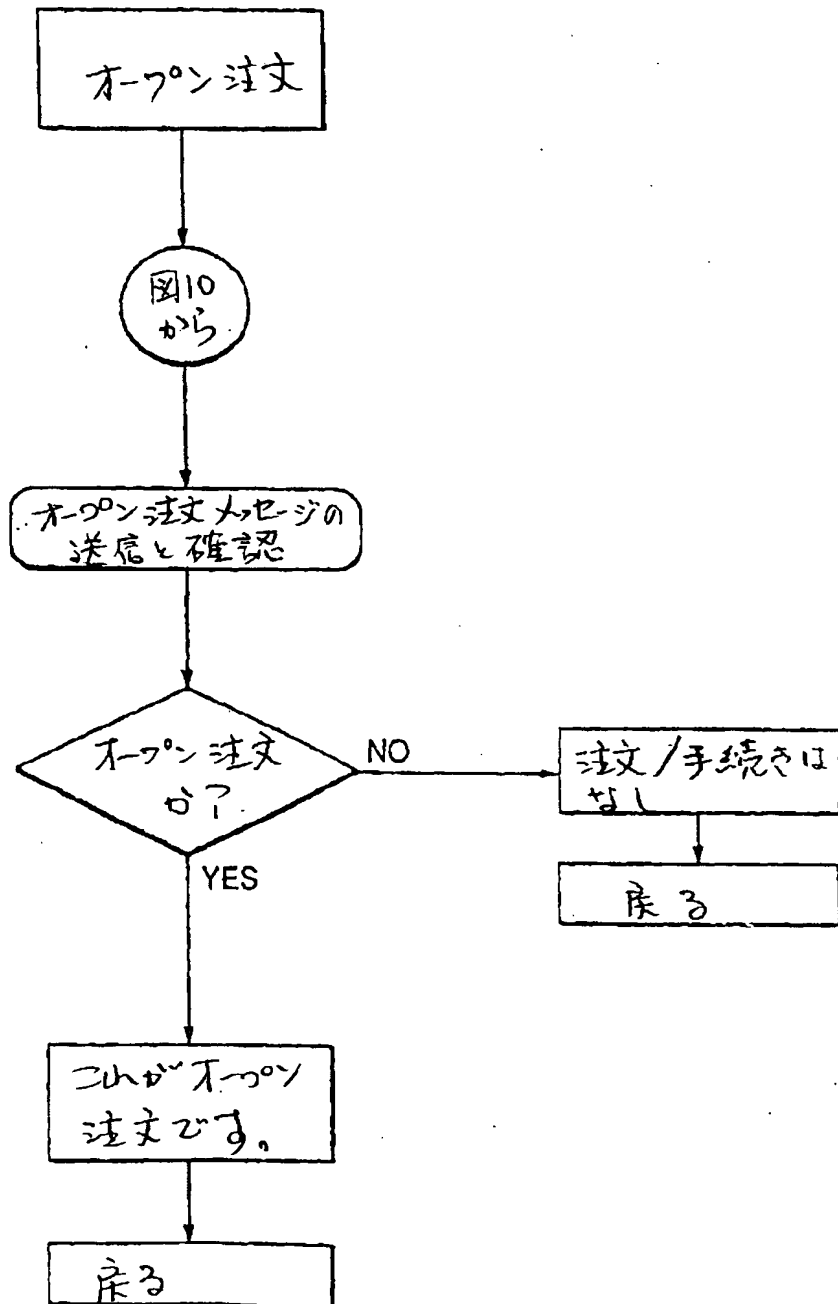 オープン注文
図10
から
オープン注文メッセージの
送信と確認
オープン注文
か?
NO
注文/手続きは
なし
YES
戻る
これがオープン
注文です。
戻る